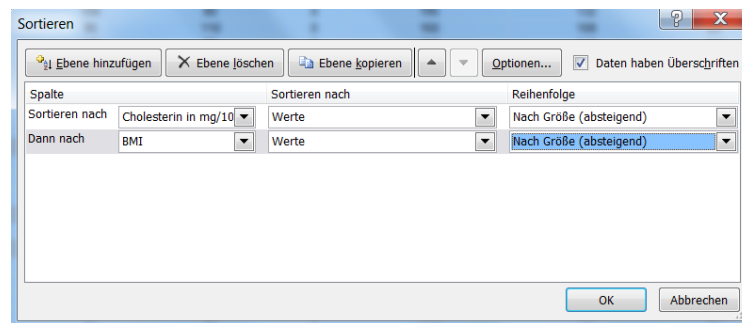 Sortieren
Ebene hinzufügen Ebene löschen Ebene kopieren Optionen... Daten haben Überschriften
Spalte Sortieren nach Reihenfolge
Sortieren nach Cholesterin in mg/10 Werte Nach Größe (absteigend)
Dann nach BMI Werte Nach Größe (absteigend)
OK Abbrechen